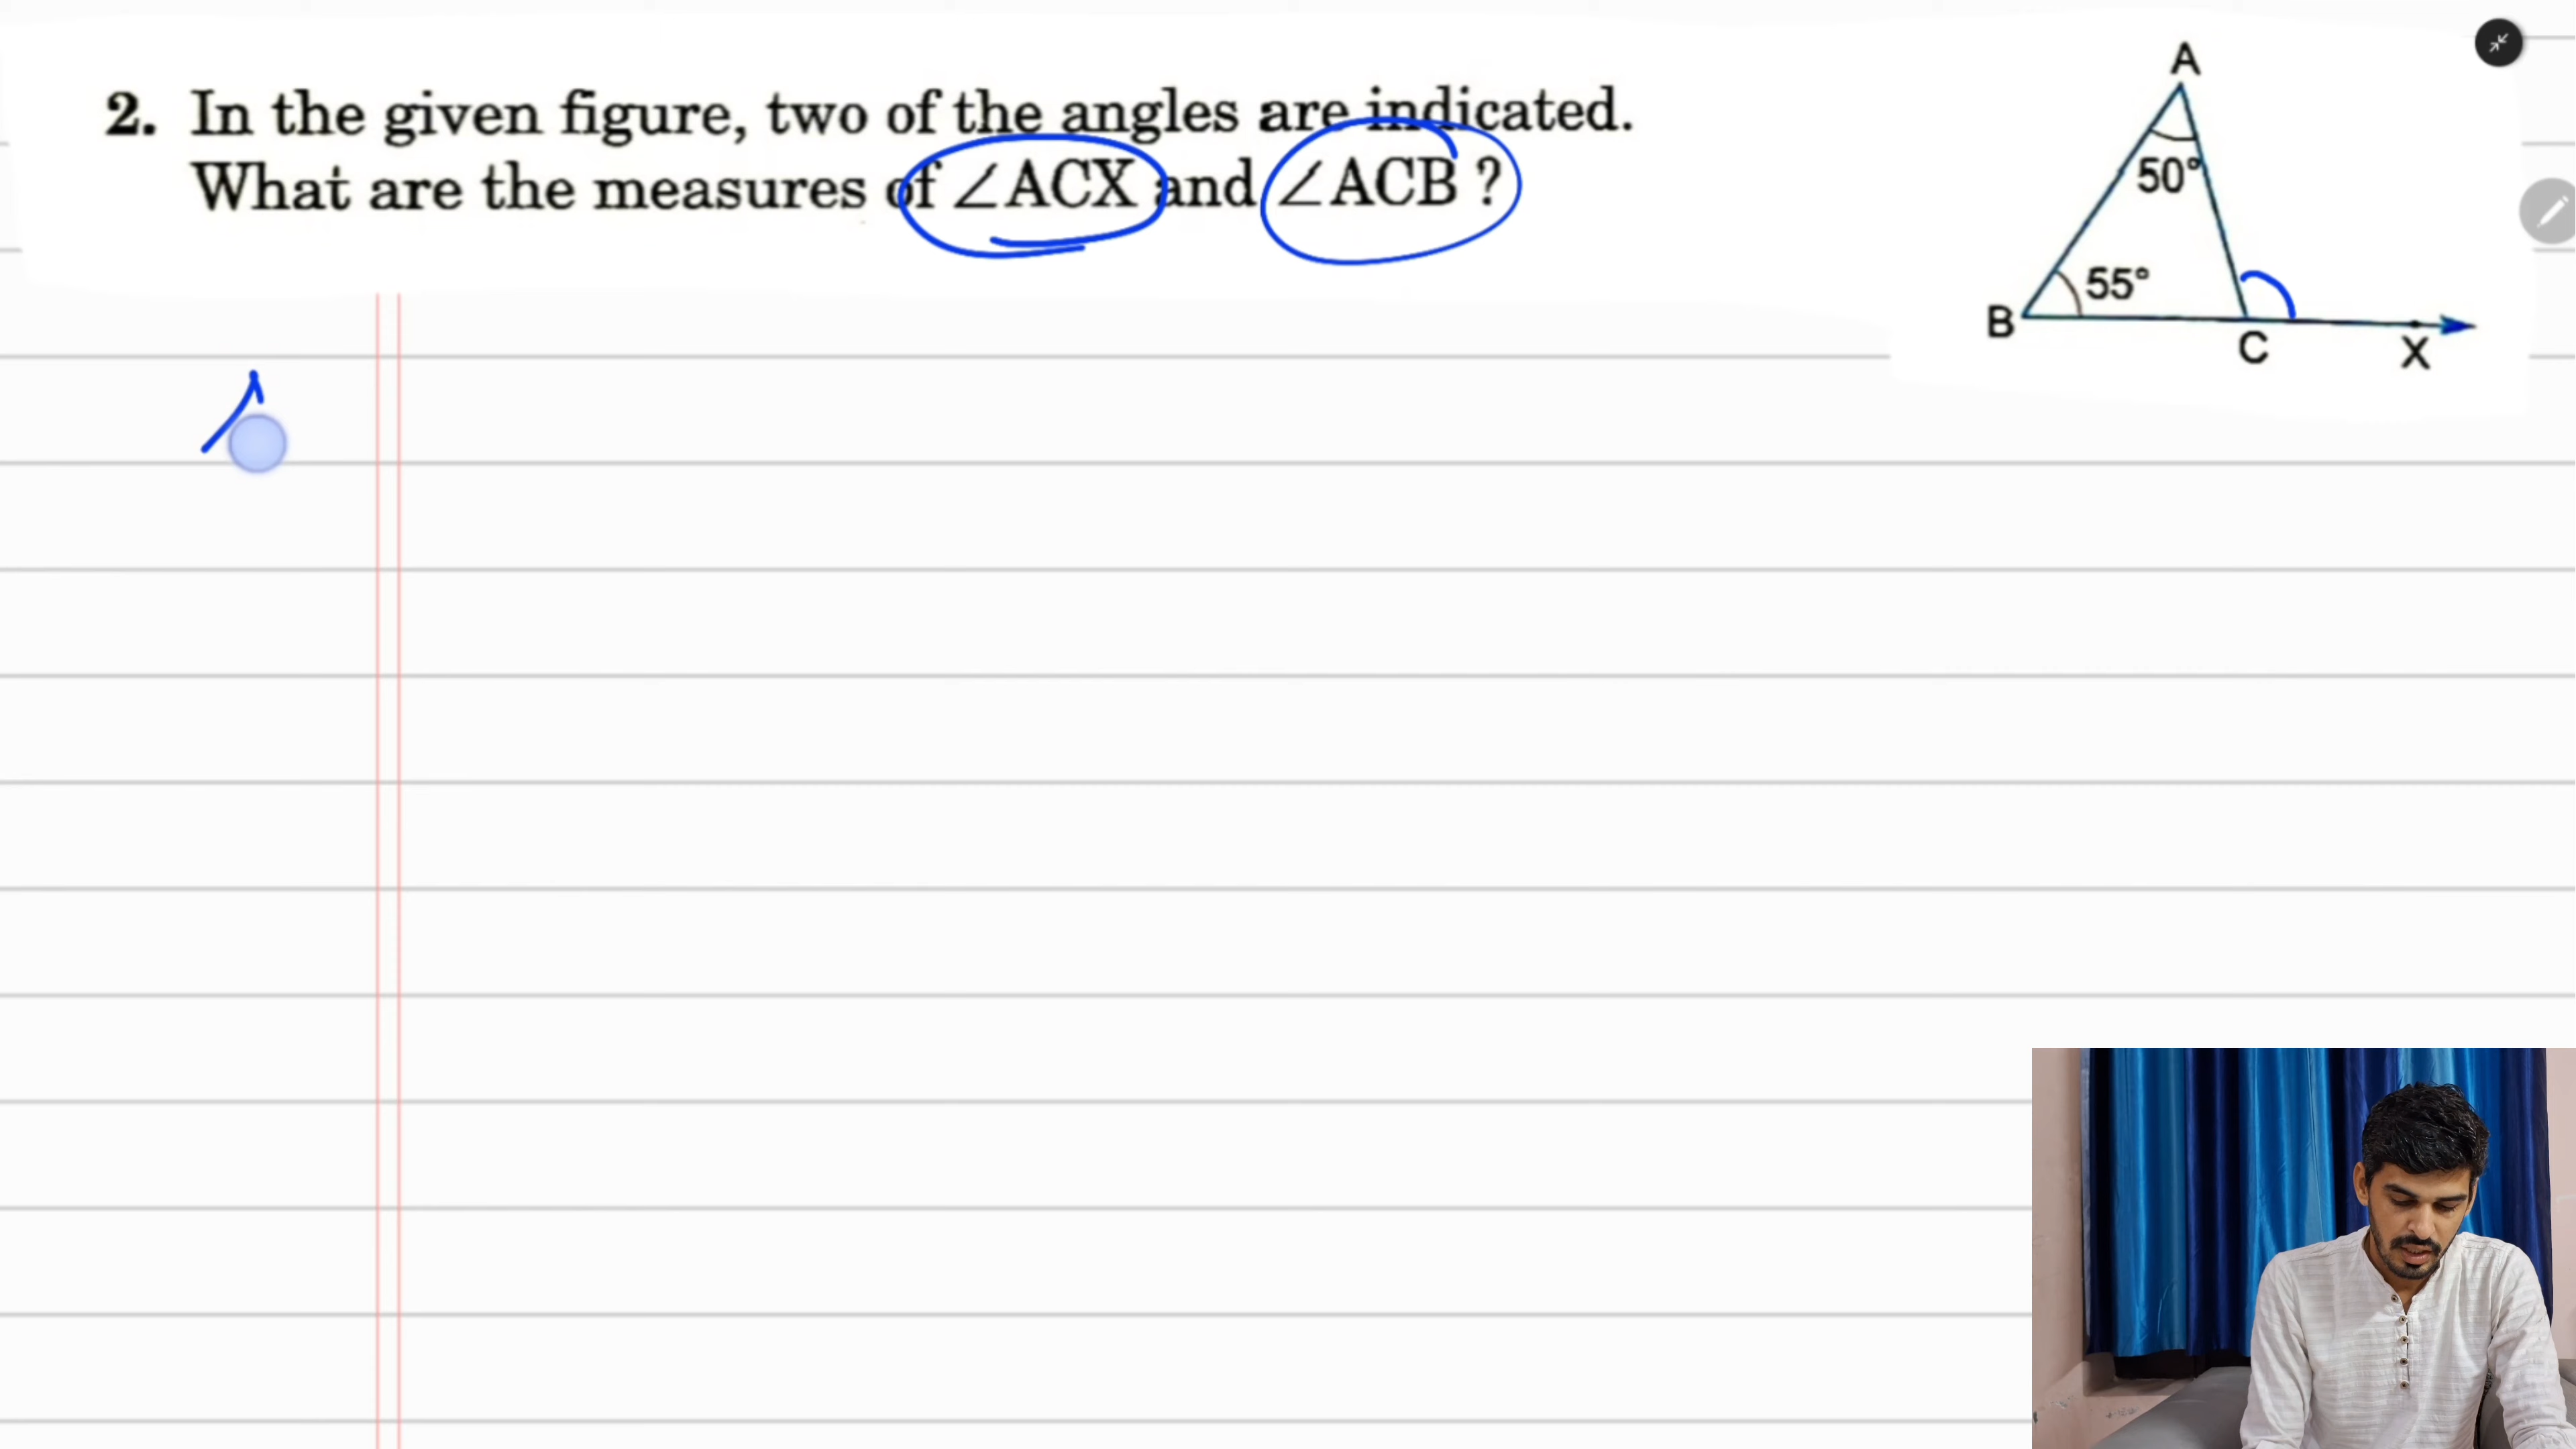 2. In the given figure, two of the angles are indicated.
What are the measures of ∠ACX and ∠ACB ?
A
50°
55°
B
C
X